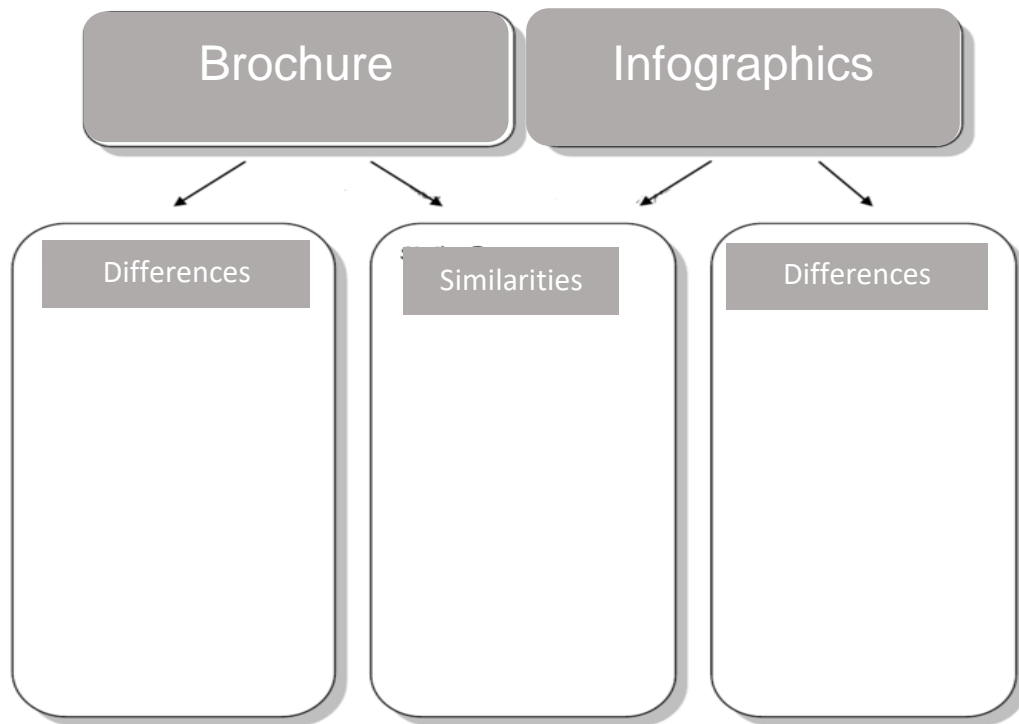 Brochure
Infographics
Differences
Similarities
Differences